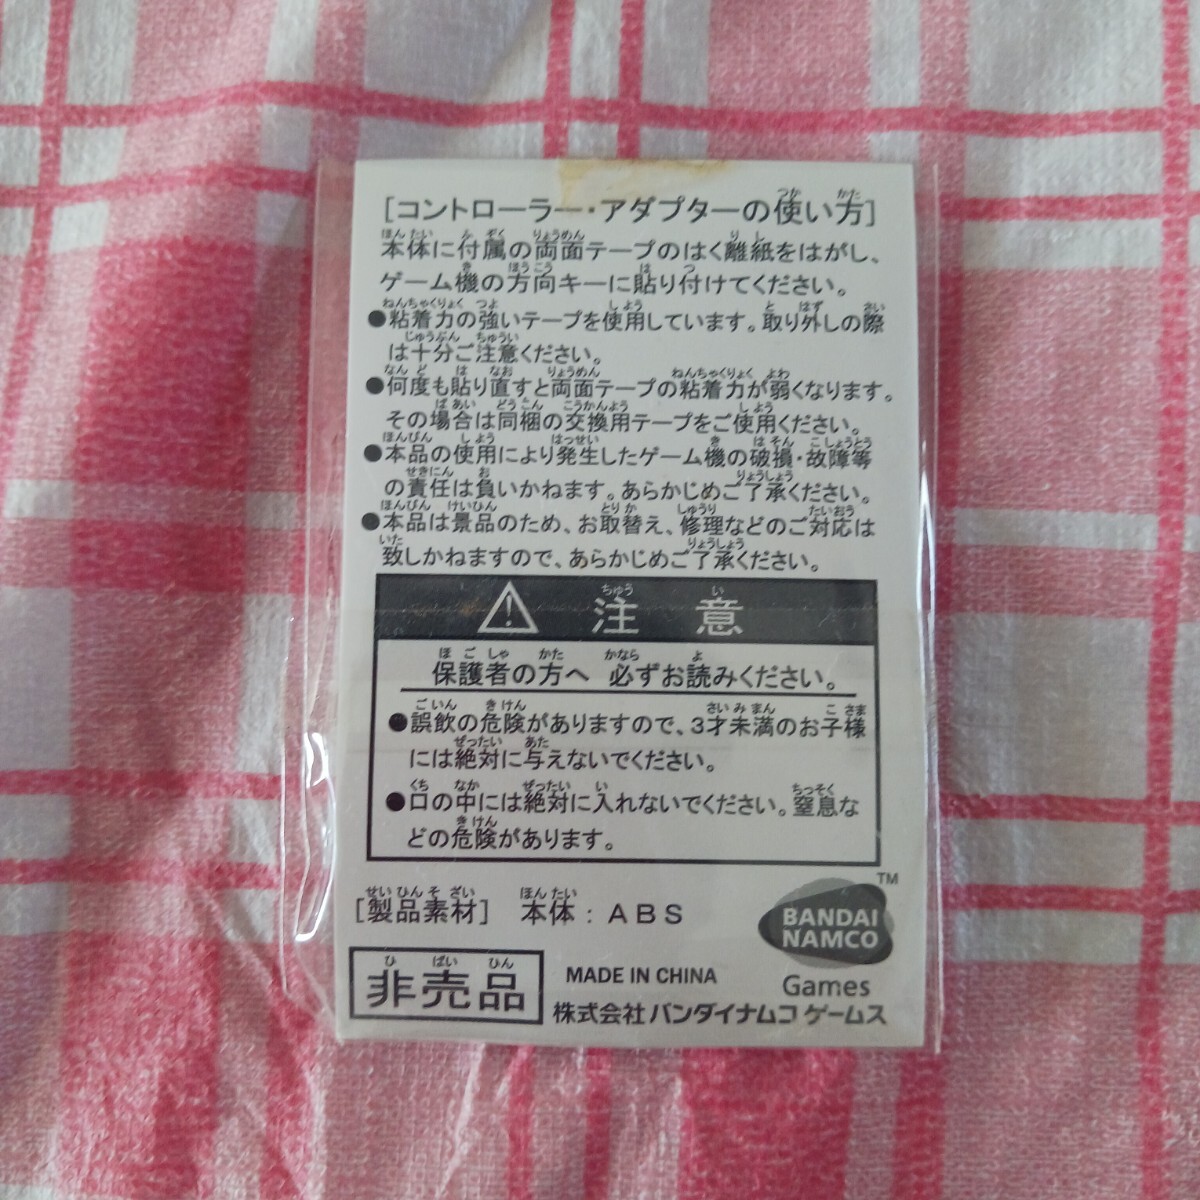 [コントローラー・アダプターの使い方]
本体に付属の両面テープのはく離紙をはがし、
ゲーム機の方向キーに貼り付けてください。
●粘着力の強いテープを使用しています。取り外しの際
は十分ご注意ください。
●何度も貼り直すと両面テープの粘着力が弱くなります。
その場合は同梱の交換用テープをご使用ください。
●本品の使用により発生したゲーム機の破損・故障等
の責任は負いかねます。あらかじめご了承ください。
●本品は景品のため、お取替え、修理などのご対応は
致しかねますので、あらかじめご了承ください。
⚠ 注意
保護者の方へ 必ずお読みください。
●誤飲の危険がありますので、3才未満のお子様
には絶対に与えないでください。
●口の中には絶対に入れないでください。窒息な
どの危険があります。
[製品素材] 本体:ABS
BANDAI
NAMCO
TM
Games
非売品
MADE IN CHINA
株式会社バンダイナムコゲームス